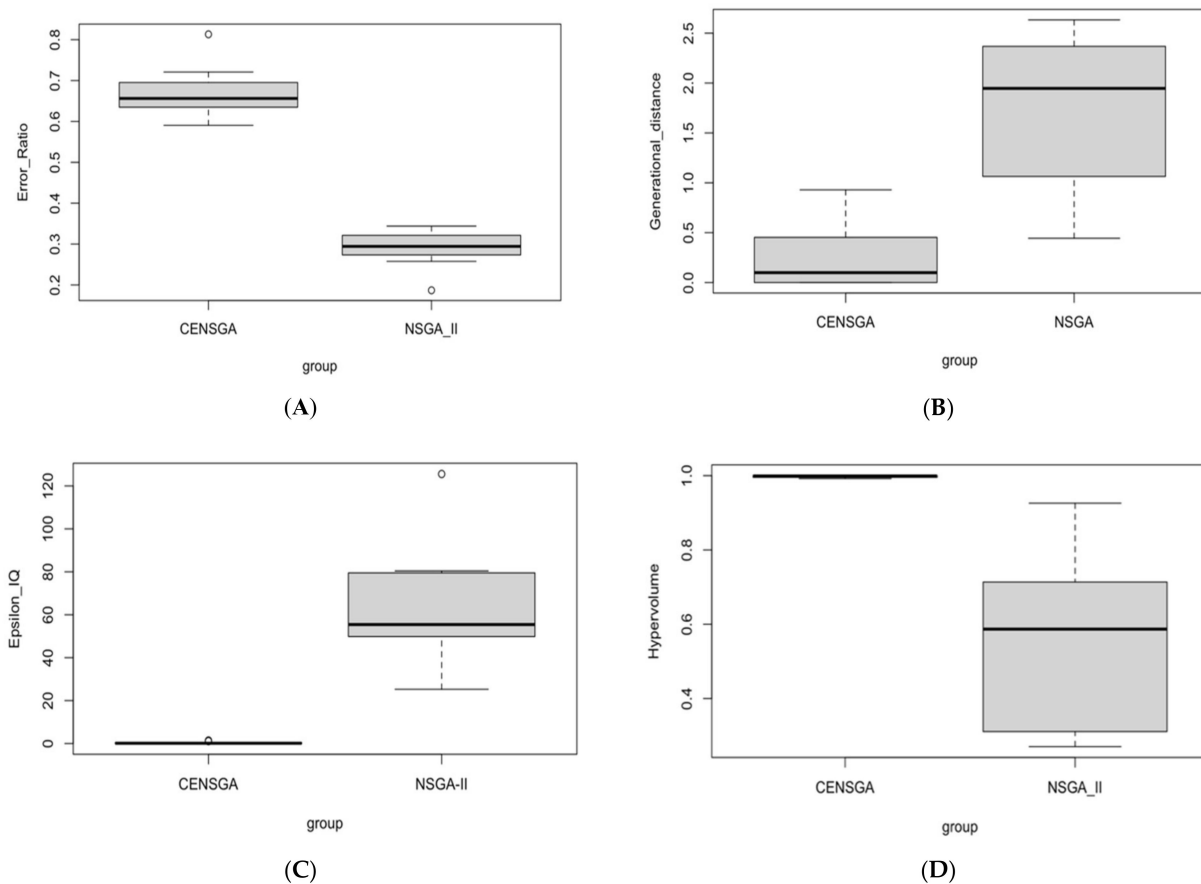 Error_Ratio
0.8
0.7
0.6
0.5
0.4
0.3
0.2
CENSGA NSGA_II
group
(A)
Generational_distance
2.5
2.0
1.5
1.0
0.5
0.0
CENSGA NSGA
group
(B)
Epsilon_IQ
120
100
80
60
40
20
0
CENSGA NSGA-II
group
(C)
Hypervolume
1.0
0.8
0.6
0.4
CENSGA NSGA_II
group
(D)